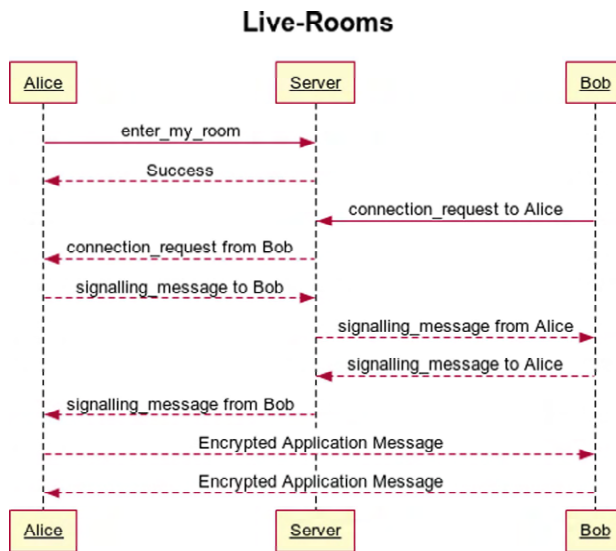 Live-Rooms
Alice
Server
Bob
enter_my_room
Success
connection_request to Alice
connection_request from Bob
signalling_message to Bob
signalling_message from Alice
signalling_message to Alice
signalling_message from Bob
Encrypted Application Message
Encrypted Application Message
Alice
Server
Bob